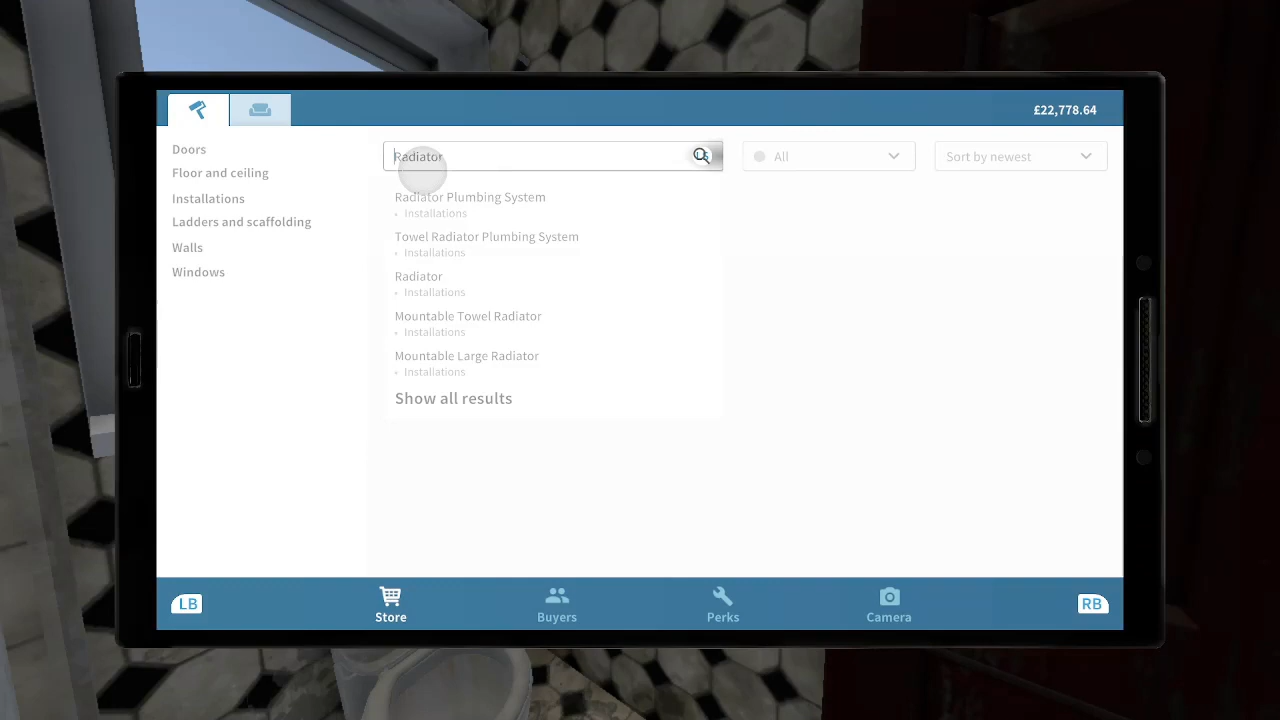 £22,778.64
Doors
Floor and ceiling
Installations
Ladders and scaffolding
Walls
Windows
Radiator
All
Sort by newest
Radiator Plumbing System
Installations
Towel Radiator Plumbing System
Installations
Radiator
Installations
Mountable Towel Radiator
Installations
Mountable Large Radiator
Installations
Show all results
LB
Store
Buyers
Perks
Camera
RB